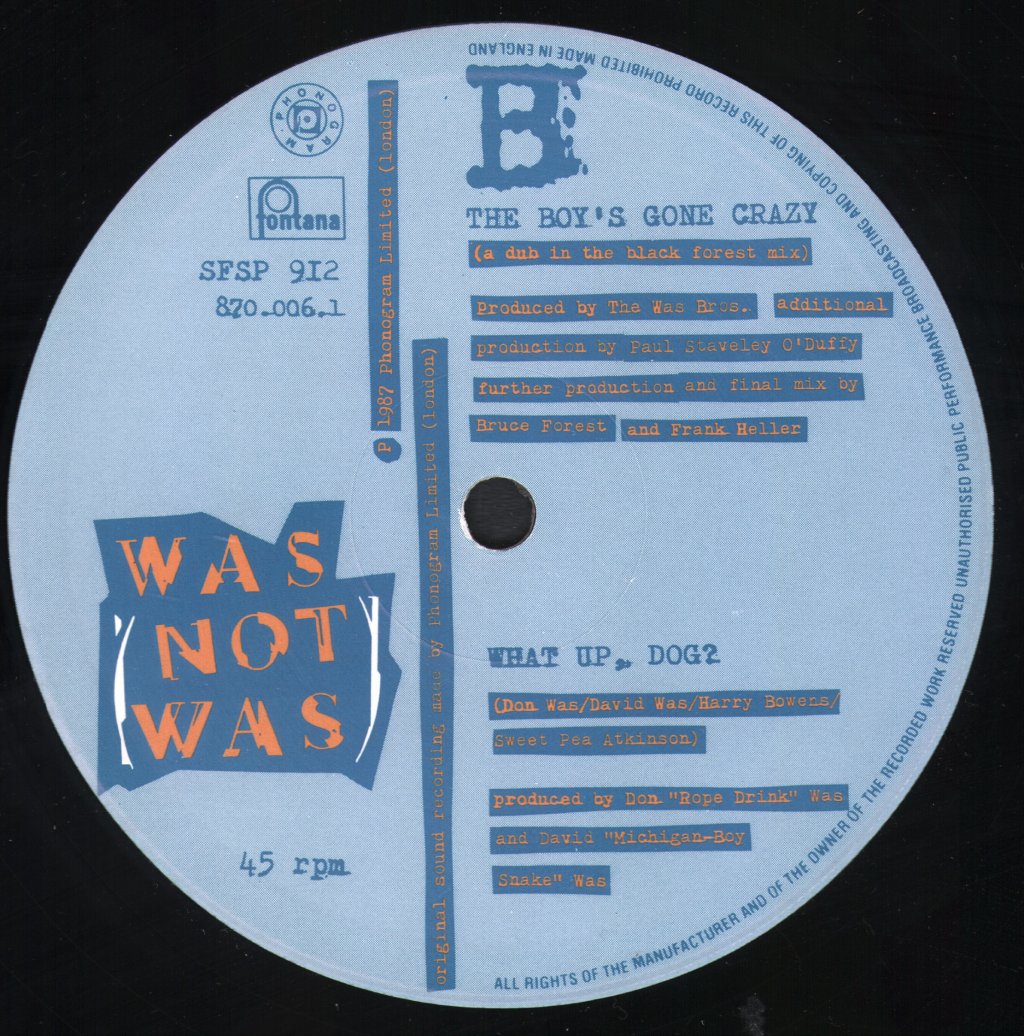 PHONOGRAM
fontana
SFSP 912
870.006.1
P 1987 Phonogram Limited (london)
original sound recording made by Phonogram Limited (london)
WAS
(NOT
WAS)
45 rpm
B
THE BOY'S GONE CRAZY
(a dub in the black forest mix)
Produced by The Was Bros. additional
production by Paul Staveley O'Duffy
further production and final mix by
Bruce Forest and Frank Heller
WHAT UP, DOG?
(Don Was/David Was/Harry Bowens/
Sweet Pea Atkinson)
produced by Don "Rope Drink" Was
and David "Michigan-Boy
Snake" Was
ALL RIGHTS OF THE MANUFACTURER AND OF THE OWNER OF THE RECORDED WORK RESERVED UNAUTHORISED PUBLIC PERFORMANCE BROADCASTING AND COPYING OF THIS RECORD PROHIBITED MADE IN ENGLAND